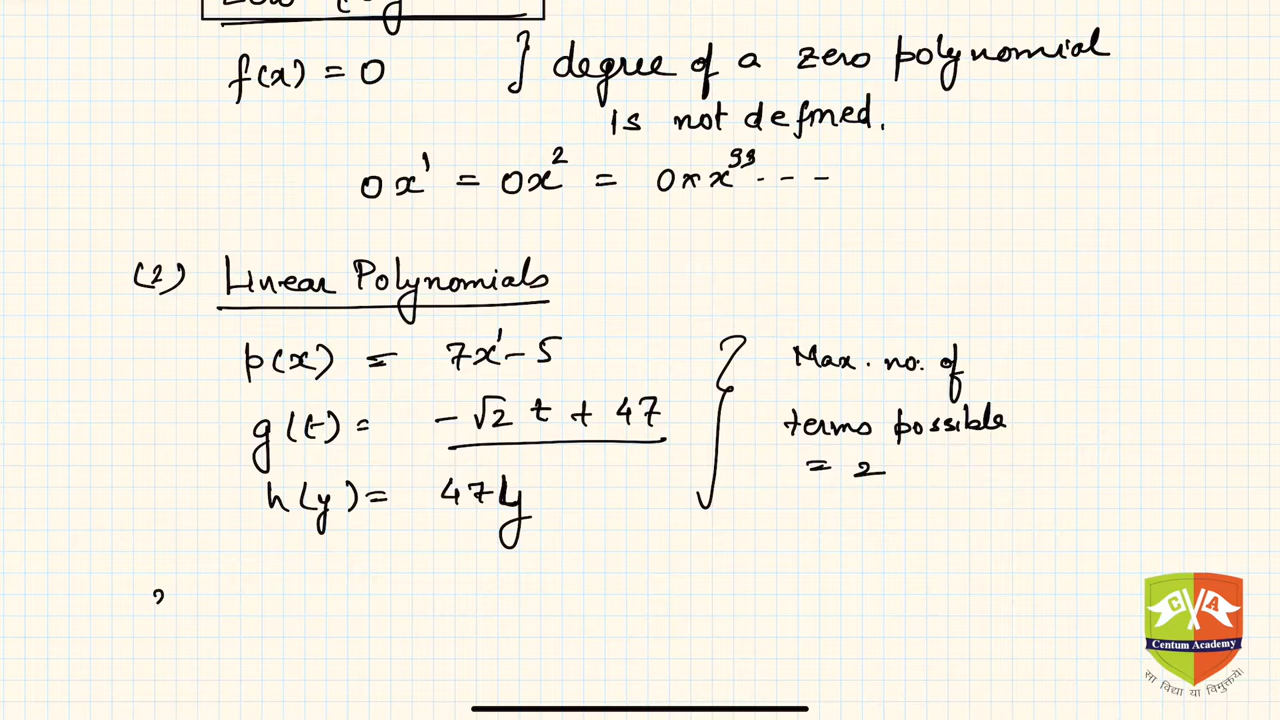 f(x) = 0 } degree of a zero polynomial
is not defined.
0x¹ = 0x² = 0×x⁹⁹ - - -
(2) Linear Polynomials
p(x) = 7x¹ - 5
g(t) = -√2 t + 47
h(y) = 47y
} Max. no. of
terms possible
= 2
C A
Centum Academy
सा विद्या या विमुक्तये।